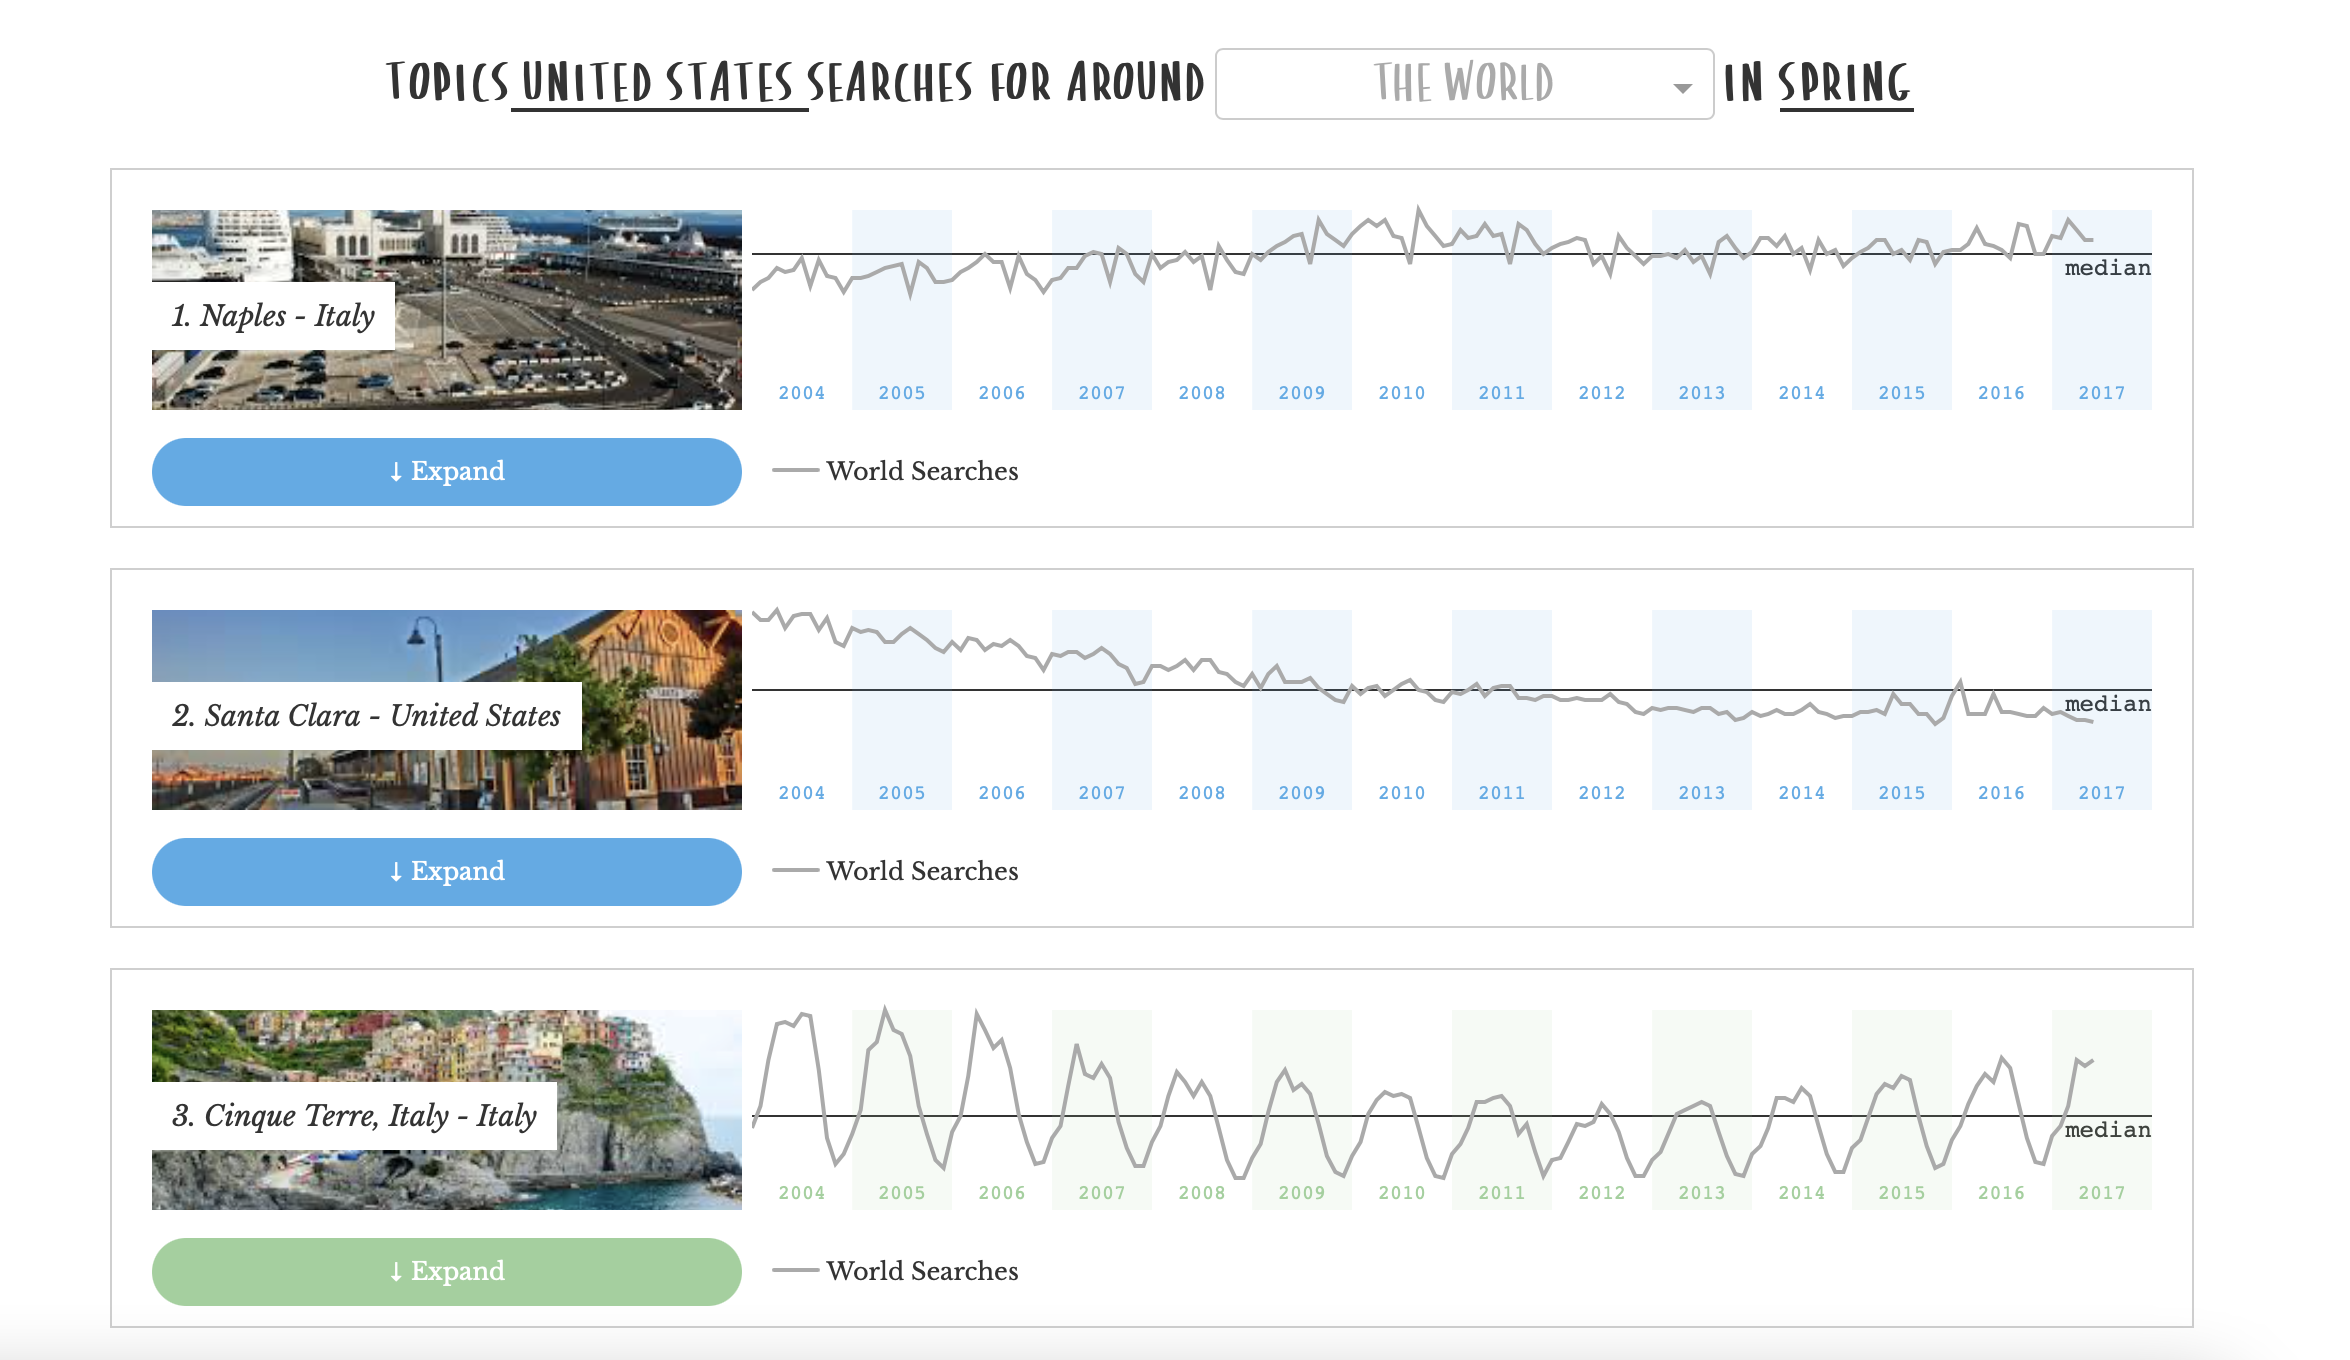 TOPICS UNITED STATES SEARCHES FOR AROUND THE WORLD IN SPRING
1. Naples - Italy
median
2004 2005 2006 2007 2008 2009 2010 2011 2012 2013 2014 2015 2016 2017
↓ Expand
World Searches
2. Santa Clara - United States
median
2004 2005 2006 2007 2008 2009 2010 2011 2012 2013 2014 2015 2016 2017
↓ Expand
World Searches
3. Cinque Terre, Italy - Italy
median
2004 2005 2006 2007 2008 2009 2010 2011 2012 2013 2014 2015 2016 2017
↓ Expand
World Searches